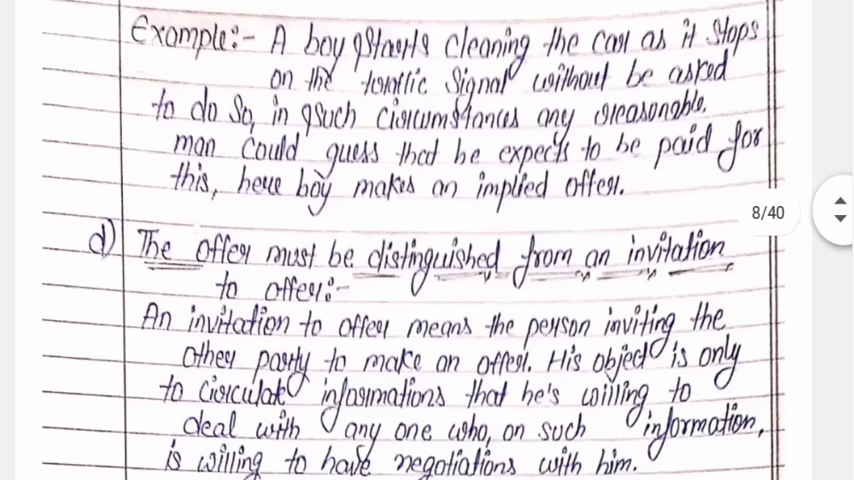 Example:- A boy starts cleaning the car as it stops
on the traffic signal without be asked
to do so, in such circumstances any reasonable
man could guess that he expects to be paid for
this, here boy makes an implied offer.
8/40
d) The offer must be distinguished from an invitation
to offer:-
An invitation to offer means the person inviting the
other party to make an offer. His object is only
to circulate informations that he's willing to
deal with any one who, on such information,
is willing to have negotiations with him.